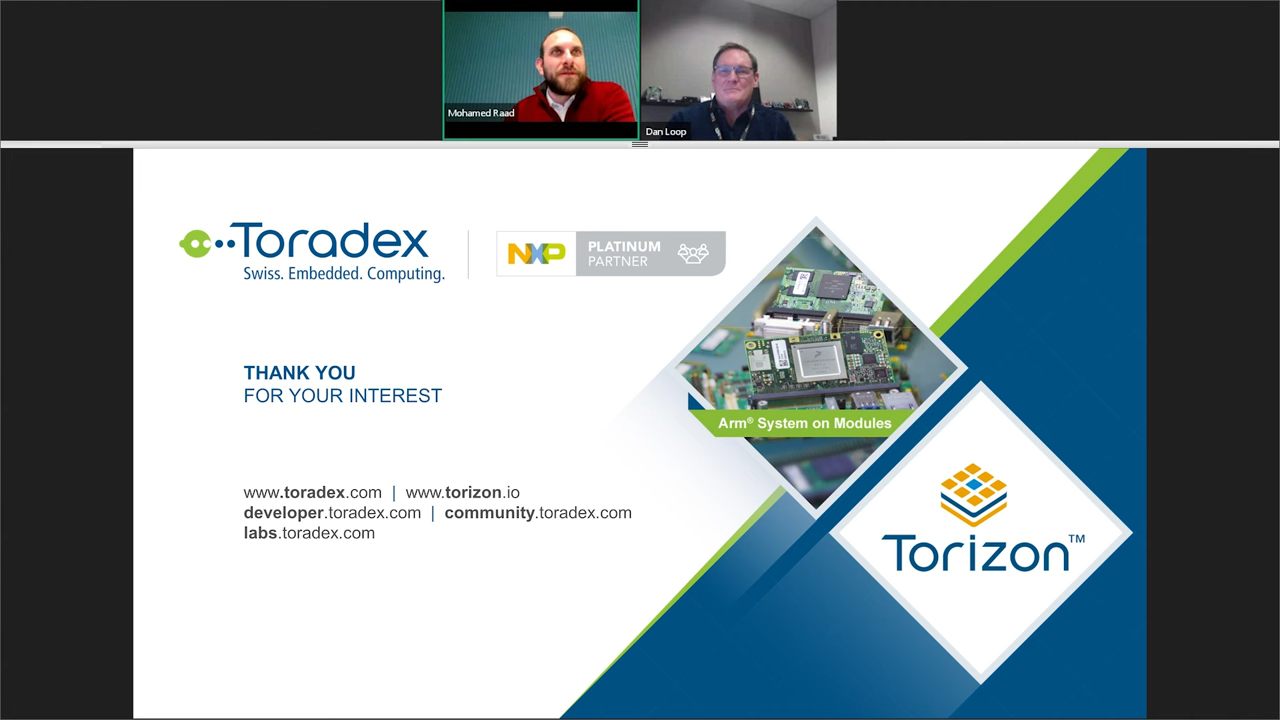 Mohamed Raad
Dan Loop
Toradex
Swiss. Embedded. Computing.
NXP
PLATINUM
PARTNER
THANK YOU
FOR YOUR INTEREST
www.toradex.com | www.torizon.io
developer.toradex.com | community.toradex.com
labs.toradex.com
Arm® System on Modules
Torizon™